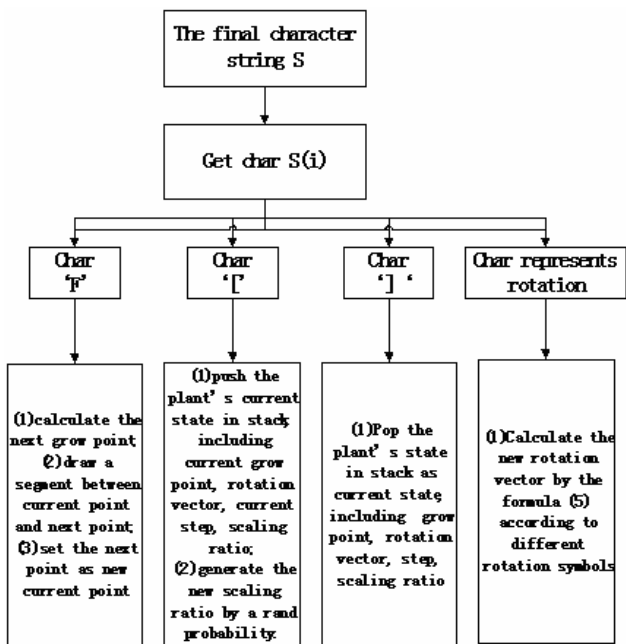 The final character
string S
Get char S(i)
Char
‘F’
Char
‘[’
Char
‘] ‘
Char represents
rotation
(1)calculate the
next grow point;
(2)draw a
segment between
current point
and next point;
(3)set the next
point as new
current point
(1)push the
plant’s current
state in stack,
including
current grow
point, rotation
vector, current
step, scaling
ratio;
(2)generate the
new scaling
ratio by a rand
probability.
(1)Pop the
plant’s state
in stack as
current state,
including grow
point, rotation
vector, step,
scaling ratio
(1)Calculate the
new rotation
vector by the
formula (5)
according to
different
rotation symbols